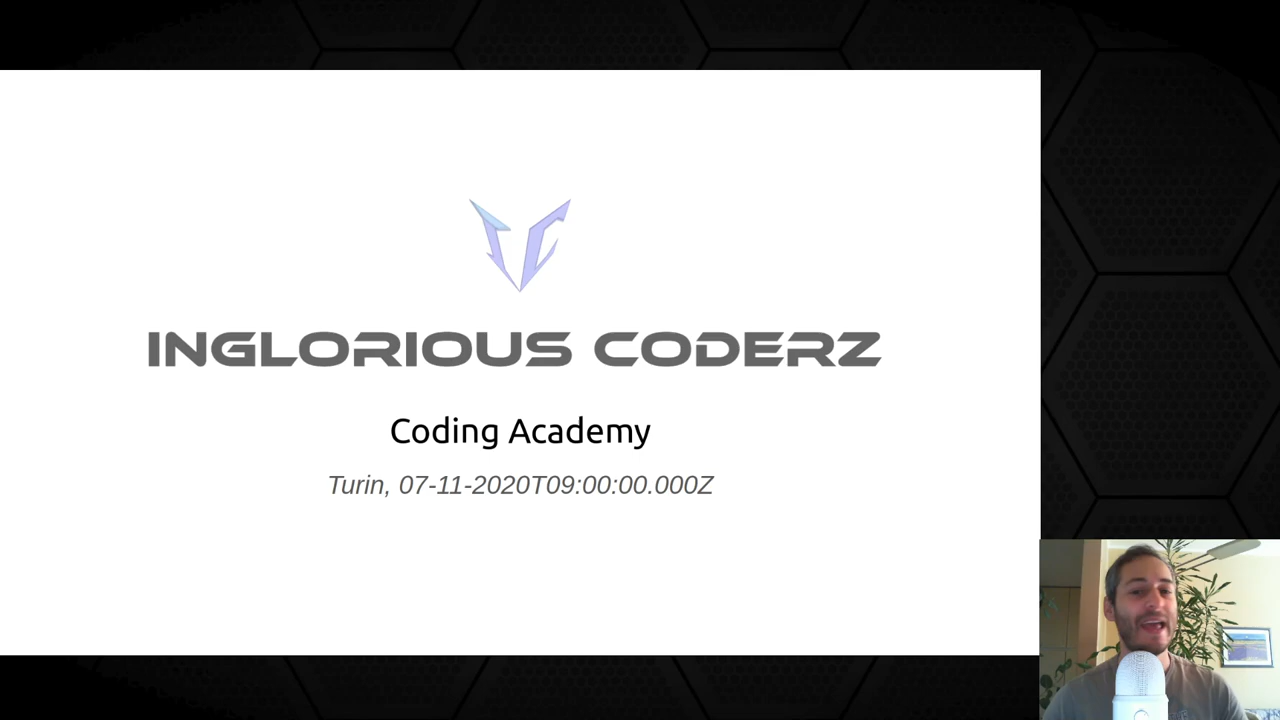 INGLORIOUS CODERZ
Coding Academy
Turin, 07-11-2020T09:00:00.000Z